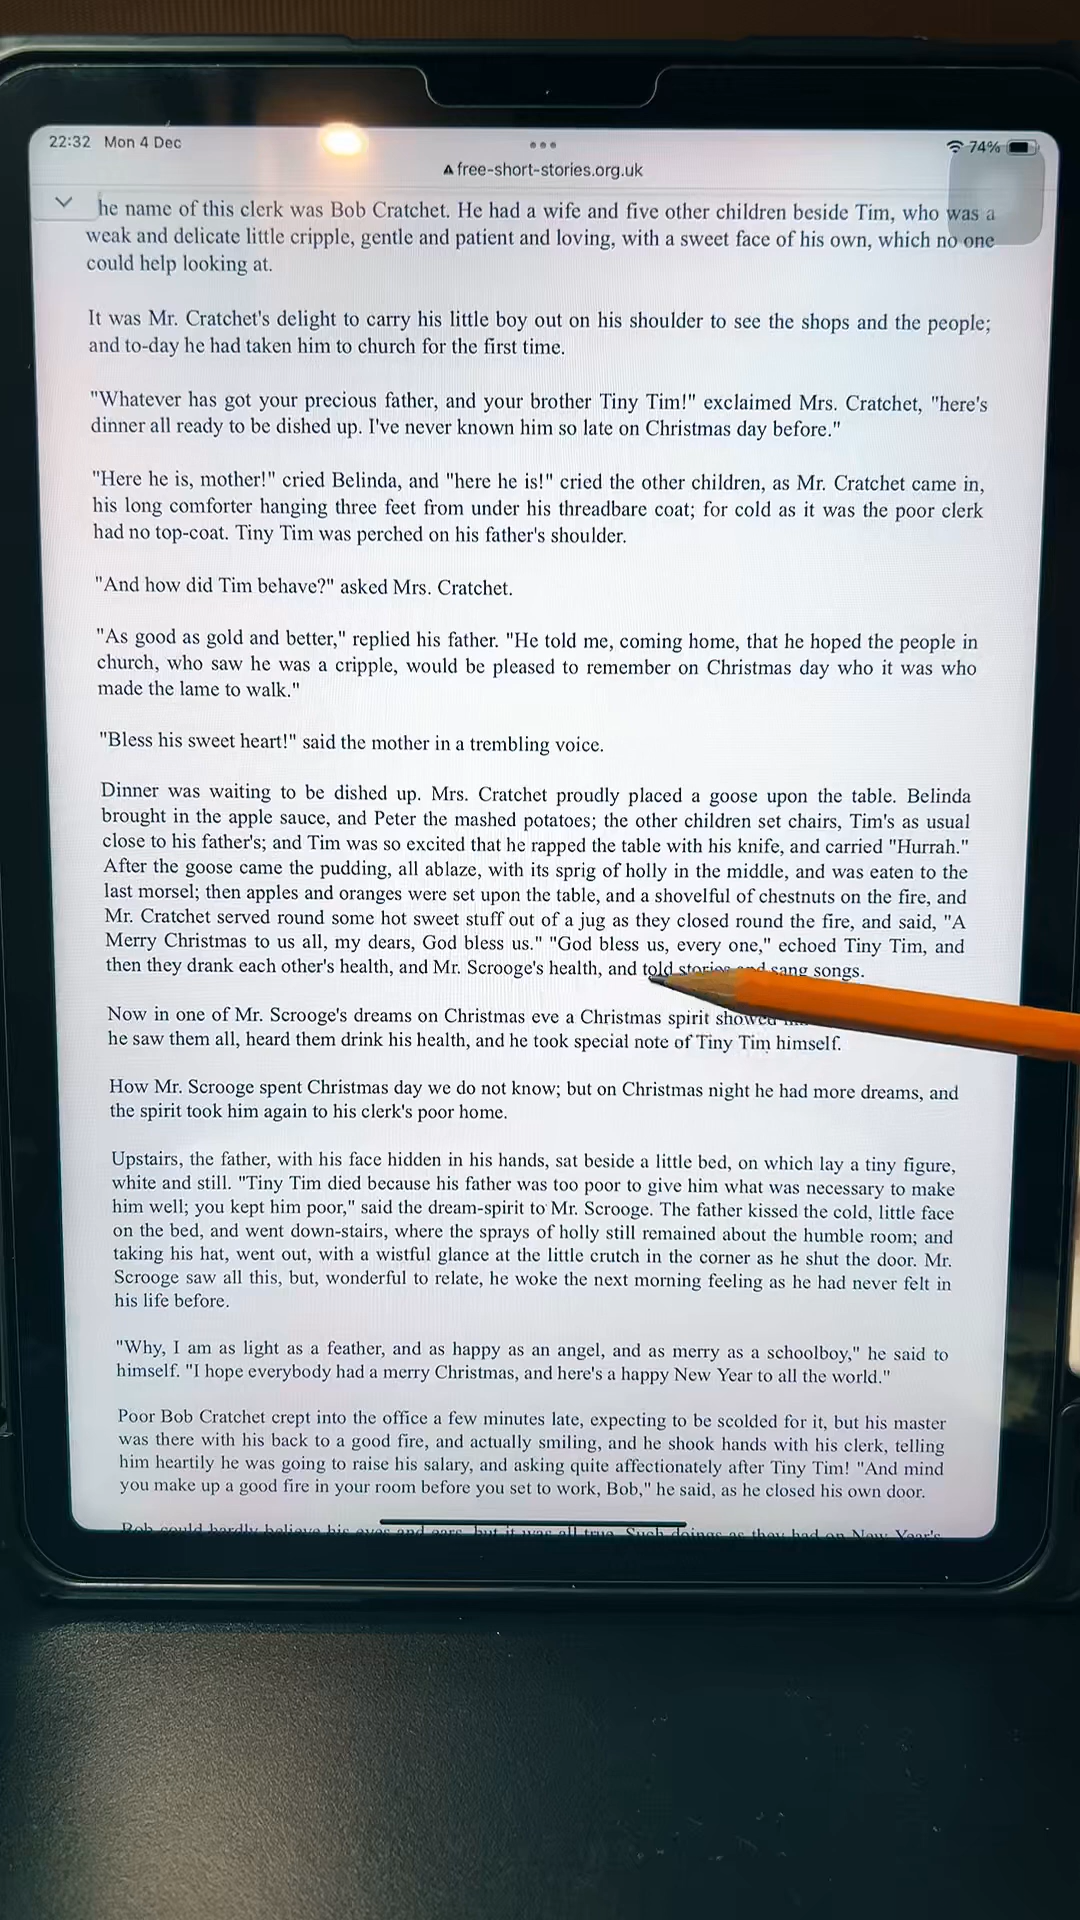 22:32 Mon 4 Dec
74%
free-short-stories.org.uk
he name of this clerk was Bob Cratchet. He had a wife and five other children beside Tim, who was a
weak and delicate little cripple, gentle and patient and loving, with a sweet face of his own, which no one
could help looking at.
It was Mr. Cratchet's delight to carry his little boy out on his shoulder to see the shops and the people;
and to-day he had taken him to church for the first time.
"Whatever has got your precious father, and your brother Tiny Tim!" exclaimed Mrs. Cratchet, "here's
dinner all ready to be dished up. I've never known him so late on Christmas day before."
"Here he is, mother!" cried Belinda, and "here he is!" cried the other children, as Mr. Cratchet came in,
his long comforter hanging three feet from under his threadbare coat; for cold as it was the poor clerk
had no top-coat. Tiny Tim was perched on his father's shoulder.
"And how did Tim behave?" asked Mrs. Cratchet.
"As good as gold and better," replied his father. "He told me, coming home, that he hoped the people in
church, who saw he was a cripple, would be pleased to remember on Christmas day who it was who
made the lame to walk."
"Bless his sweet heart!" said the mother in a trembling voice.
Dinner was waiting to be dished up. Mrs. Cratchet proudly placed a goose upon the table. Belinda
brought in the apple sauce, and Peter the mashed potatoes; the other children set chairs, Tim's as usual
close to his father's; and Tim was so excited that he rapped the table with his knife, and carried "Hurrah."
After the goose came the pudding, all ablaze, with its sprig of holly in the middle, and was eaten to the
last morsel; then apples and oranges were set upon the table, and a shovelful of chestnuts on the fire, and
Mr. Cratchet served round some hot sweet stuff out of a jug as they closed round the fire, and said, "A
Merry Christmas to us all, my dears, God bless us." "God bless us, every one," echoed Tiny Tim, and
then they drank each other's health, and Mr. Scrooge's health, and told stories and sang songs.
Now in one of Mr. Scrooge's dreams on Christmas eve a Christmas spirit showed
he saw them all, heard them drink his health, and he took special note of Tiny Tim himself.
How Mr. Scrooge spent Christmas day we do not know; but on Christmas night he had more dreams, and
the spirit took him again to his clerk's poor home.
Upstairs, the father, with his face hidden in his hands, sat beside a little bed, on which lay a tiny figure,
white and still. "Tiny Tim died because his father was too poor to give him what was necessary to make
him well; you kept him poor," said the dream-spirit to Mr. Scrooge. The father kissed the cold, little face
on the bed, and went down-stairs, where the sprays of holly still remained about the humble room; and
taking his hat, went out, with a wistful glance at the little crutch in the corner as he shut the door. Mr.
Scrooge saw all this, but, wonderful to relate, he woke the next morning feeling as he had never felt in
his life before.
"Why, I am as light as a feather, and as happy as an angel, and as merry as a schoolboy," he said to
himself. "I hope everybody had a merry Christmas, and here's a happy New Year to all the world."
Poor Bob Cratchet crept into the office a few minutes late, expecting to be scolded for it, but his master
was there with his back to a good fire, and actually smiling, and he shook hands with his clerk, telling
him heartily he was going to raise his salary, and asking quite affectionately after Tiny Tim! "And mind
you make up a good fire in your room before you set to work, Bob," he said, as he closed his own door.
Bob could hardly believe his eyes and ears, but it was all true. Such doings as they had on New Year's